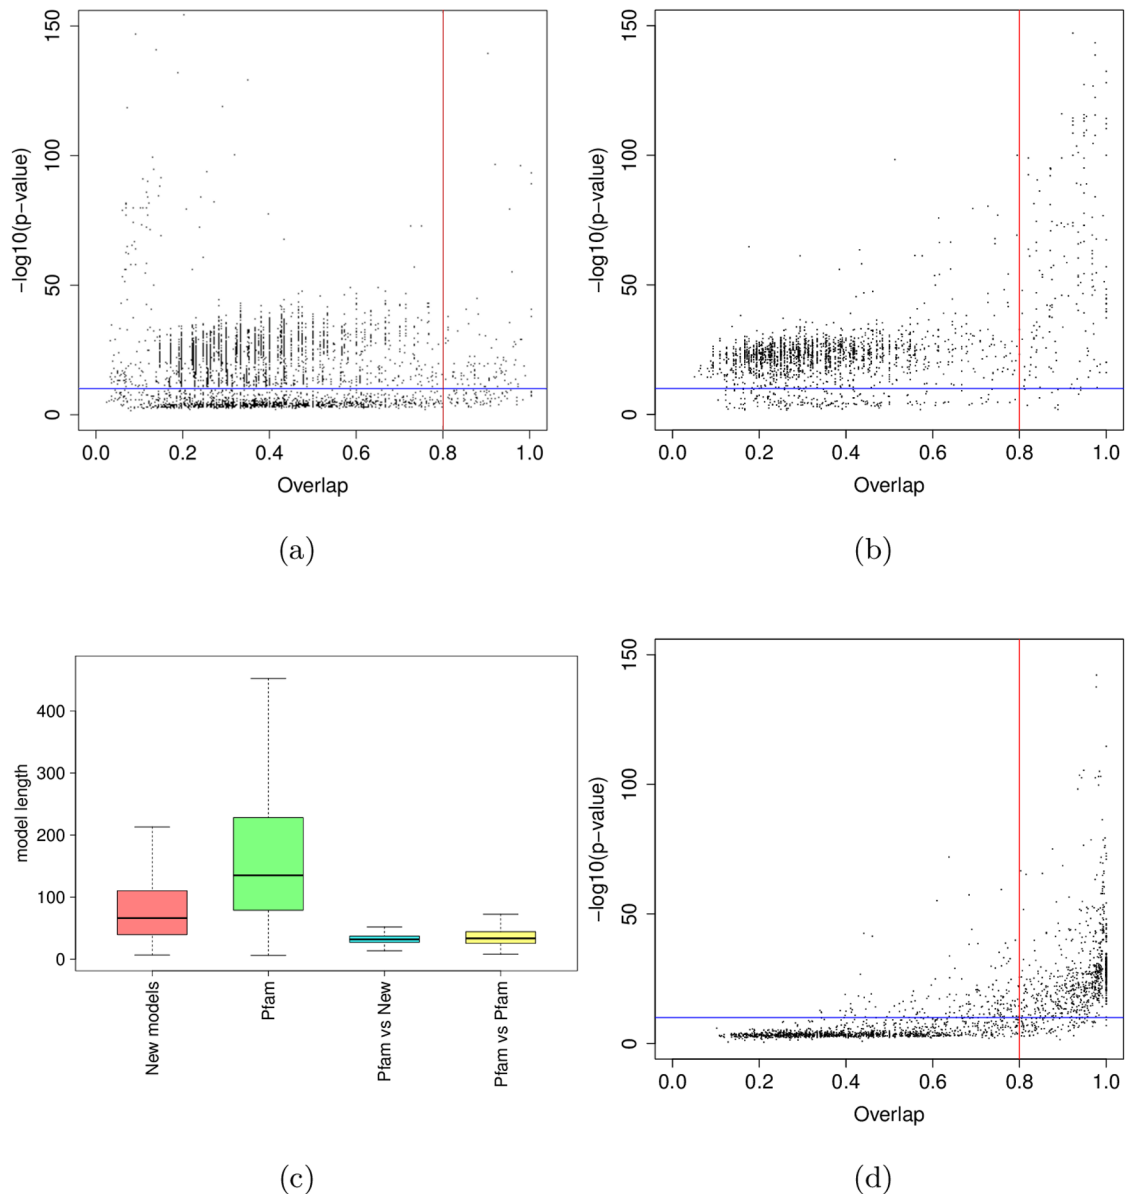 150
100
50
0
−log10(p−value)
0.0 0.2 0.4 0.6 0.8 1.0
Overlap
(a)
150
100
50
0
−log10(p−value)
0.0 0.2 0.4 0.6 0.8 1.0
Overlap
(b)
400
300
200
100
0
model length
New models
Pfam
Pfam vs New
Pfam vs Pfam
(c)
150
100
50
0
−log10(p−value)
0.0 0.2 0.4 0.6 0.8 1.0
Overlap
(d)